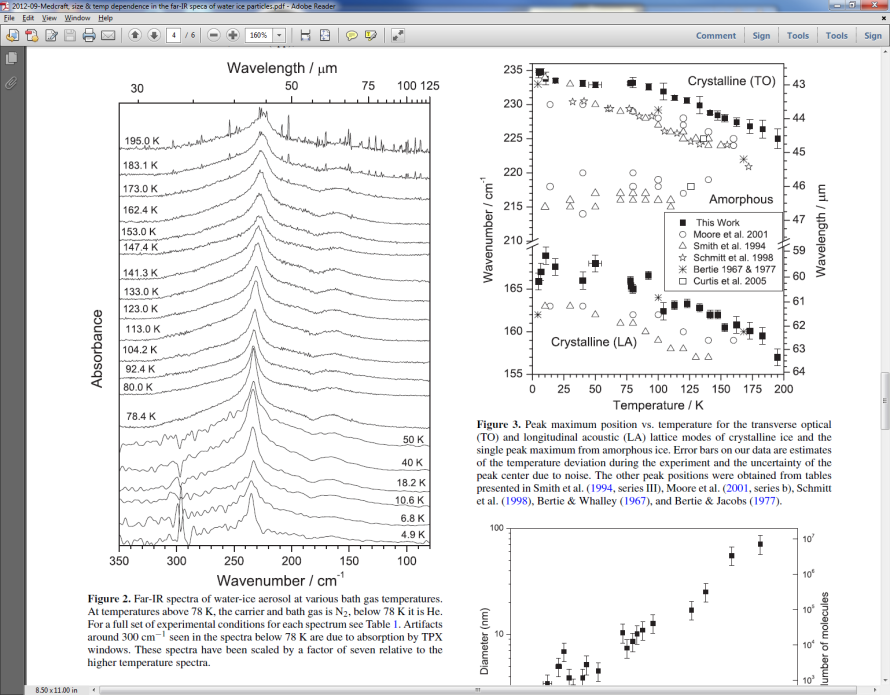 2012-09-Medcraft, size & temp dependence in the far-IR speca of water ice particles.pdf - Adobe Reader
File Edit View Window Help
4 / 6 160% Comment Sign Tools Tools Sign
Wavelength / μm
30 50 75 100 125
195.0 K
183.1 K
173.0 K
162.4 K
153.0 K
147.4 K
141.3 K
133.0 K
123.0 K
113.0 K
104.2 K
92.4 K
80.0 K
78.4 K
50 K
40 K
18.2 K
10.6 K
6.8 K
4.9 K
Absorbance
350 300 250 200 150 100
Wavenumber / cm⁻¹
Figure 2. Far-IR spectra of water-ice aerosol at various bath gas temperatures.
At temperatures above 78 K, the carrier and bath gas is N₂, below 78 K it is He.
For a full set of experimental conditions for each spectrum see Table 1. Artifacts
around 300 cm⁻¹ seen in the spectra below 78 K are due to absorption by TPX
windows. These spectra have been scaled by a factor of seven relative to the
higher temperature spectra.
235
230
225
220
215
210
165
160
155
Wavenumber / cm⁻¹
Crystalline (TO)
Amorphous
This Work
Moore et al. 2001
Smith et al. 1994
Schmitt et al. 1998
Bertie 1967 & 1977
Curtis et al. 2005
Crystalline (LA)
43
44
45
46
47
59
60
61
62
63
64
Wavelength / μm
0 25 50 75 100 125 150 175 200
Temperature / K
Figure 3. Peak maximum position vs. temperature for the transverse optical
(TO) and longitudinal acoustic (LA) lattice modes of crystalline ice and the
single peak maximum from amorphous ice. Error bars on our data are estimates
of the temperature deviation during the experiment and the uncertainty of the
peak center due to noise. The other peak positions were obtained from tables
presented in Smith et al. (1994, series III), Moore et al. (2001, series b), Schmitt
et al. (1998), Bertie & Whalley (1967), and Bertie & Jacobs (1977).
100
10
Diameter (nm)
10⁷
10⁶
10⁵
10⁴
10³
umber of molecules
8.50 x 11.00 in